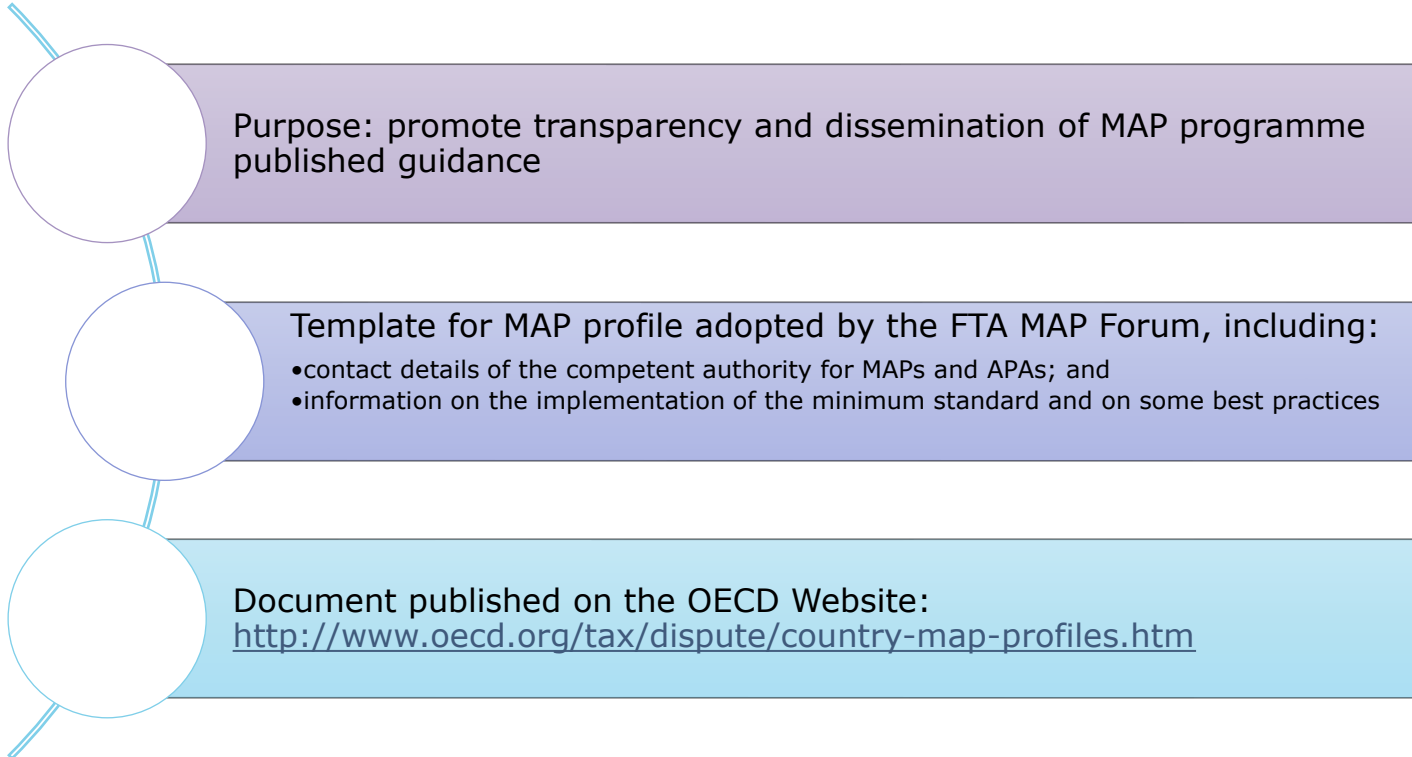 Purpose: promote transparency and dissemination of MAP programme
published guidance
Template for MAP profile adopted by the FTA MAP Forum, including:
•contact details of the competent authority for MAPs and APAs; and
•information on the implementation of the minimum standard and on some best practices
Document published on the OECD Website:
http://www.oecd.org/tax/dispute/country-map-profiles.htm